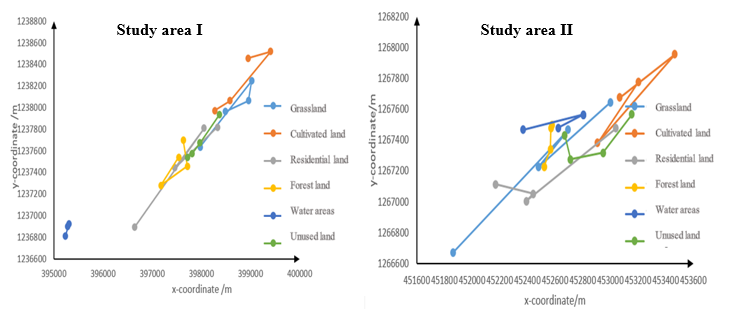 Study area I
y-coordinate /m
1238800
1238600
1238400
1238200
1238000
1237800
1237600
1237400
1237200
1237000
1236800
1236600
395000 396000 397000 398000 399000 400000
x-coordinate /m
Grassland
Cultivated land
Residential land
Forest land
Water areas
Unused land
Study area II
y-coordinate /m
1268200
1268000
1267800
1267600
1267400
1267200
1267000
1266800
1266600
451600 451800 452000 452200 452400 452600 452800 453000 453200 453400 453600
x-coordinate/m
Grassland
Cultivated land
Residential land
Forest land
Water areas
Unused land